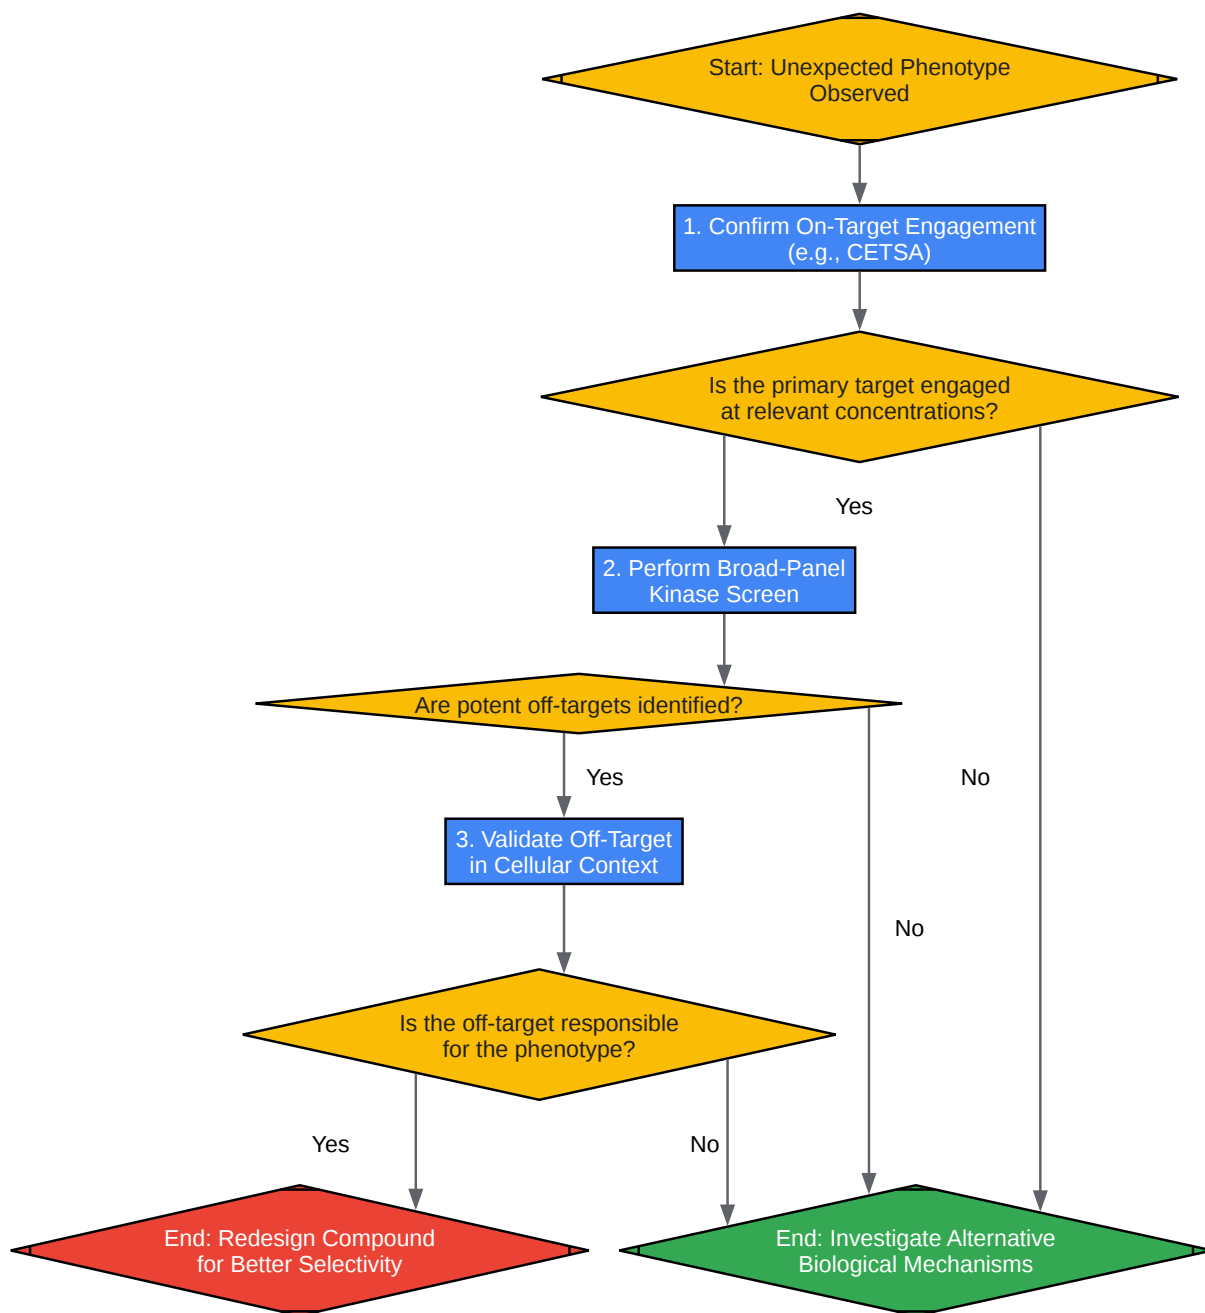 Start: Unexpected Phenotype
Observed
1. Confirm On-Target Engagement
(e.g., CETSA)
Is the primary target engaged
at relevant concentrations?
Yes
2. Perform Broad-Panel
Kinase Screen
Are potent off-targets identified?
Yes
No
3. Validate Off-Target
in Cellular Context
No
Is the off-target responsible
for the phenotype?
Yes
No
End: Redesign Compound
for Better Selectivity
End: Investigate Alternative
Biological Mechanisms